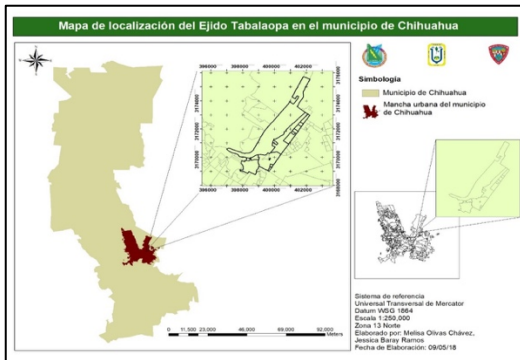 Mapa de localización del Ejido Tabalaopa en el municipio de Chihuahua
Simbología
Municipio de Chihuahua
Mancha urbana del municipio
de Chihuahua
396000 398000 400000 402000
396000 398000 400000 402000
0 11,500 23,000 46,000 69,000 92,000
Meters
Sistema de referencia
Universal Transversal de Mercator
Datum WSG 1884
Escala 1:250,000
Zona 13 Norte
Elaborado por: Melisa Olivas Chávez,
Jessica Baray Ramos
Fecha de Elaboración: 09/05/18